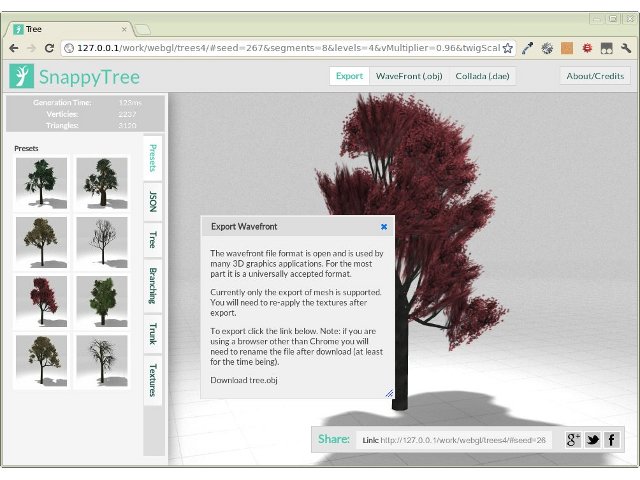 Tree
127.0.0.1/work/webgl/trees4/#seed=267&segments=8&levels=4&vMultiplier=0.96&twigScal
SnappyTree
Export
WaveFront (.obj)
Collada (.dae)
About/Credits
Generation Time: 123ms
Verticies: 2237
Triangles: 3120
Presets
Presets
JSON
Tree
Branching
Trunk
Textures
Export Wavefront
The wavefront file format is open and is used by
many 3D graphics applications. For the most
part it is a universally accepted format.
Currently only the export of mesh is supported.
You will need to re-apply the textures after
export.
To export click the link below. Note: if you are
using a browser other than Chrome you will
need to rename the file after download (at least
for the time being).
Download tree.obj
Share:
Link: http://127.0.0.1/work/webgl/trees4/#seed=26
g+
f